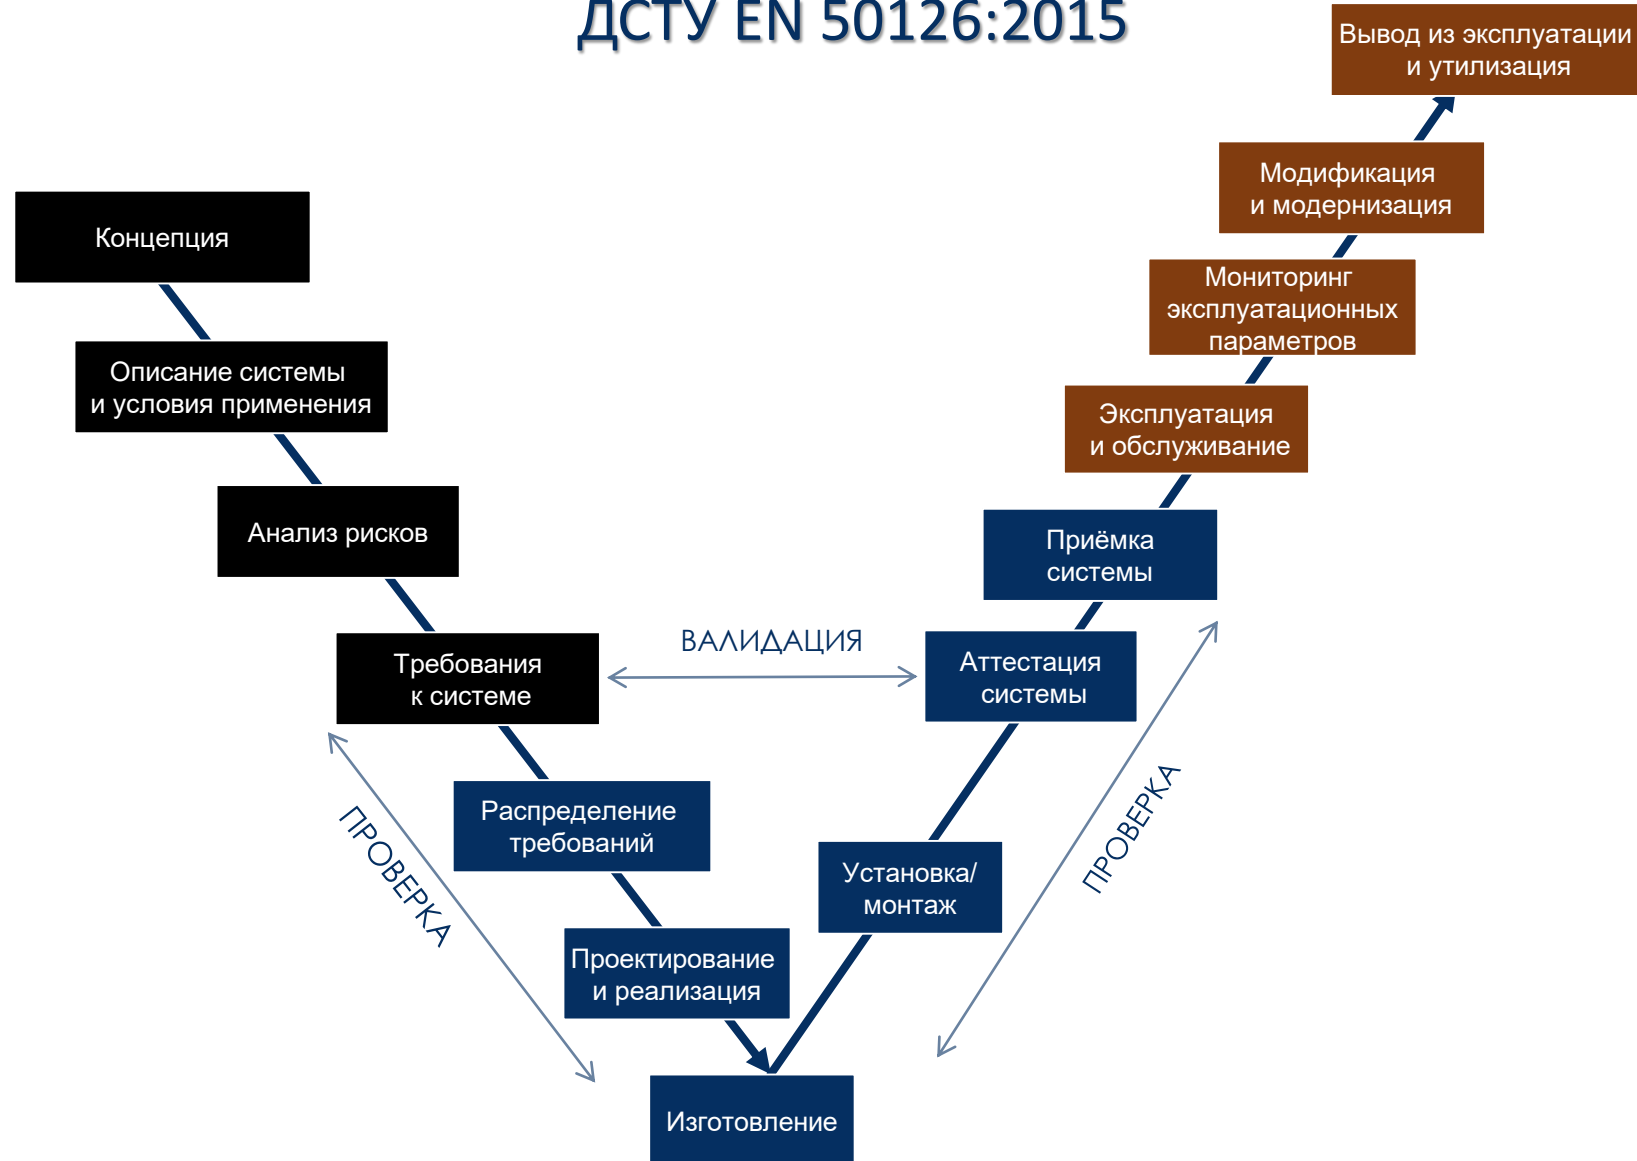 ДСТУ EN 50126:2015
Вывод из эксплуатации
и утилизация
Модификация
и модернизация
Мониторинг
эксплуатационных
параметров
Эксплуатация
и обслуживание
Приёмка
системы
Аттестация
системы
Установка/
монтаж
Концепция
Описание системы
и условия применения
Анализ рисков
Требования
к системе
ВАЛИДАЦИЯ
Распределение
требований
Проектирование
и реализация
Изготовление
ПРОВЕРКА
ПРОВЕРКА